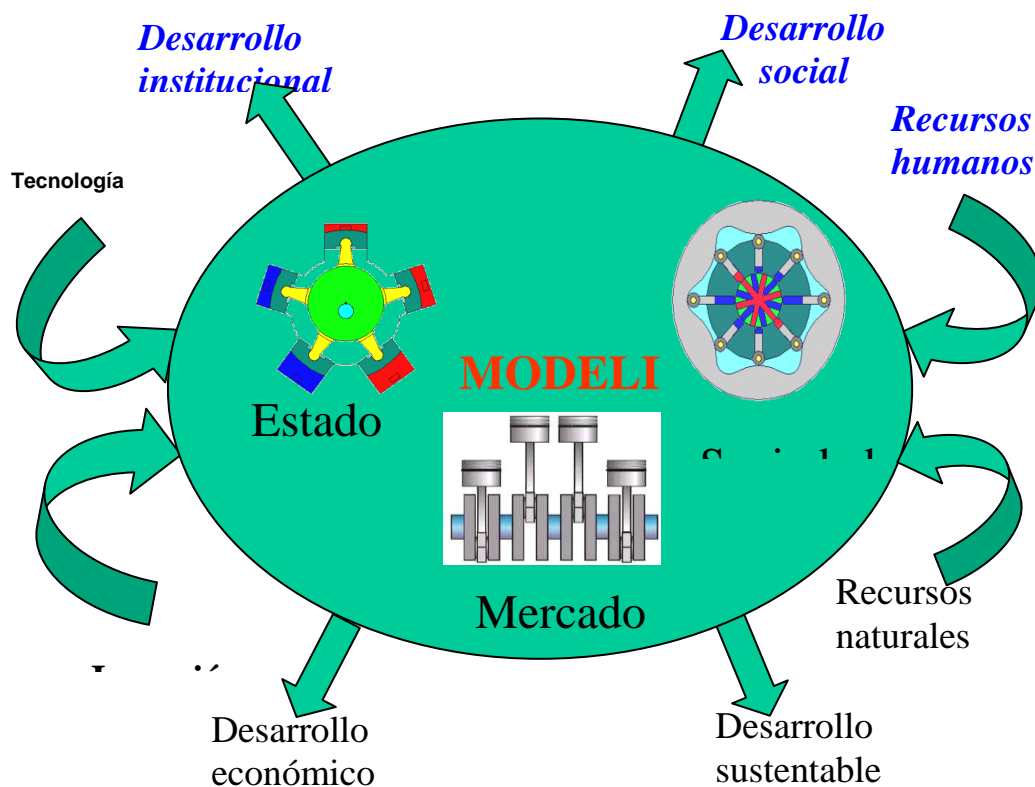 Desarrollo
institucional
Desarrollo
social
Recursos
humanos
Tecnología
MODELI
Estado
Mercado
Recursos
naturales
Desarrollo
económico
Desarrollo
sustentable